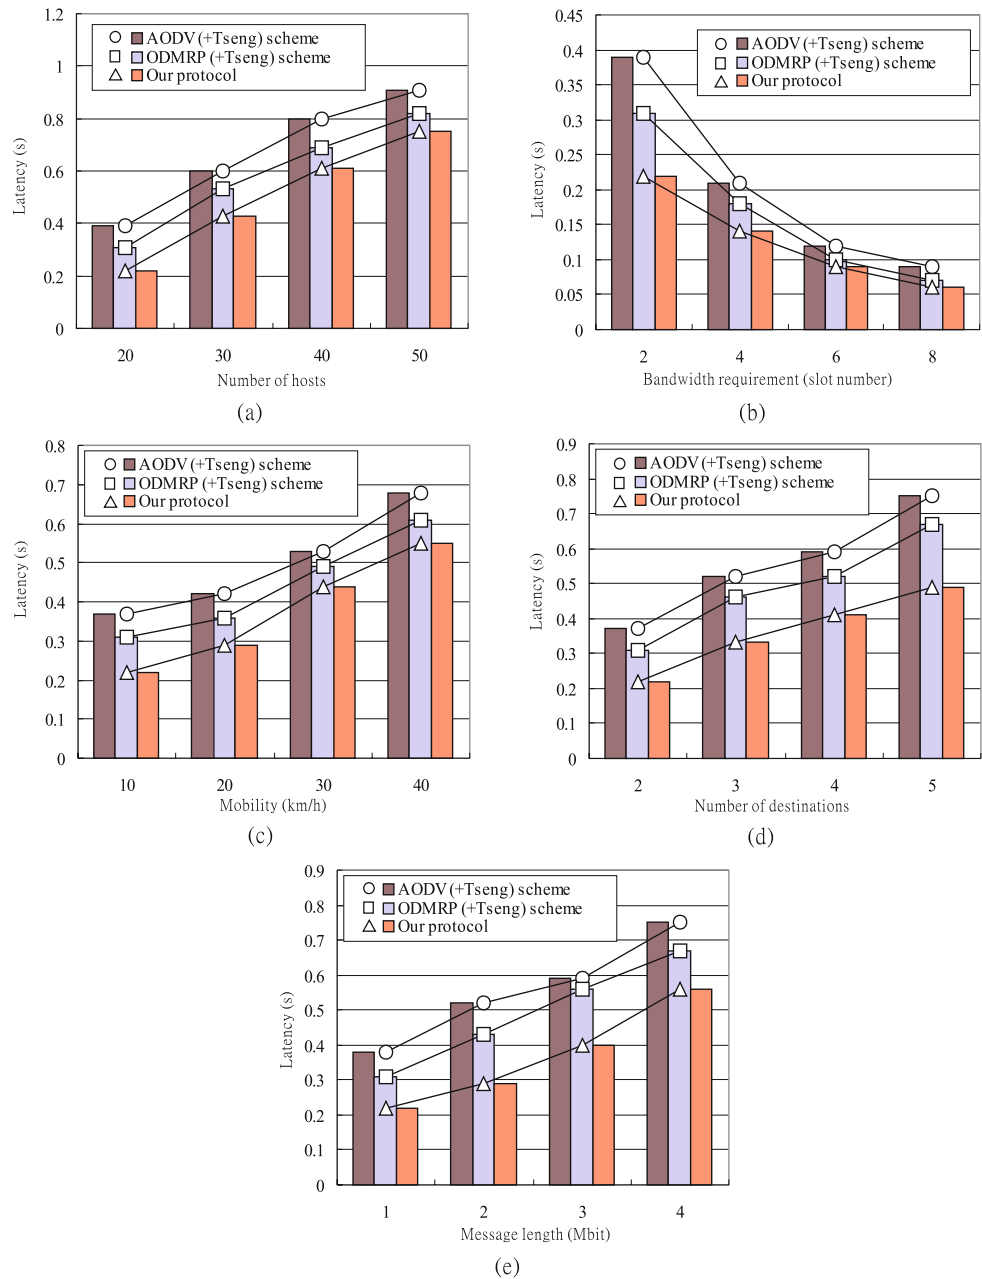 1.2
1
0.8
0.6
0.4
0.2
0
Latency (s)
AODV (+Tseng) scheme
ODMRP (+Tseng) scheme
Our protocol
20 30 40 50
Number of hosts
(a)
0.45
0.4
0.35
0.3
0.25
0.2
0.15
0.1
0.05
0
Latency (s)
AODV (+Tseng) scheme
ODMRP (+Tseng) scheme
Our protocol
2 4 6 8
Bandwidth requirement (slot number)
(b)
0.8
0.7
0.6
0.5
0.4
0.3
0.2
0.1
0
Latency (s)
AODV (+Tseng) scheme
ODMRP (+Tseng) scheme
Our protocol
10 20 30 40
Mobility (km/h)
(c)
0.9
0.8
0.7
0.6
0.5
0.4
0.3
0.2
0.1
0
Latency (s)
AODV (+Tseng) scheme
ODMRP (+Tseng) scheme
Our protocol
2 3 4 5
Number of destinations
(d)
0.9
0.8
0.7
0.6
0.5
0.4
0.3
0.2
0.1
0
Latency (s)
AODV (+Tseng) scheme
ODMRP (+Tseng) scheme
Our protocol
1 2 3 4
Message length (Mbit)
(e)